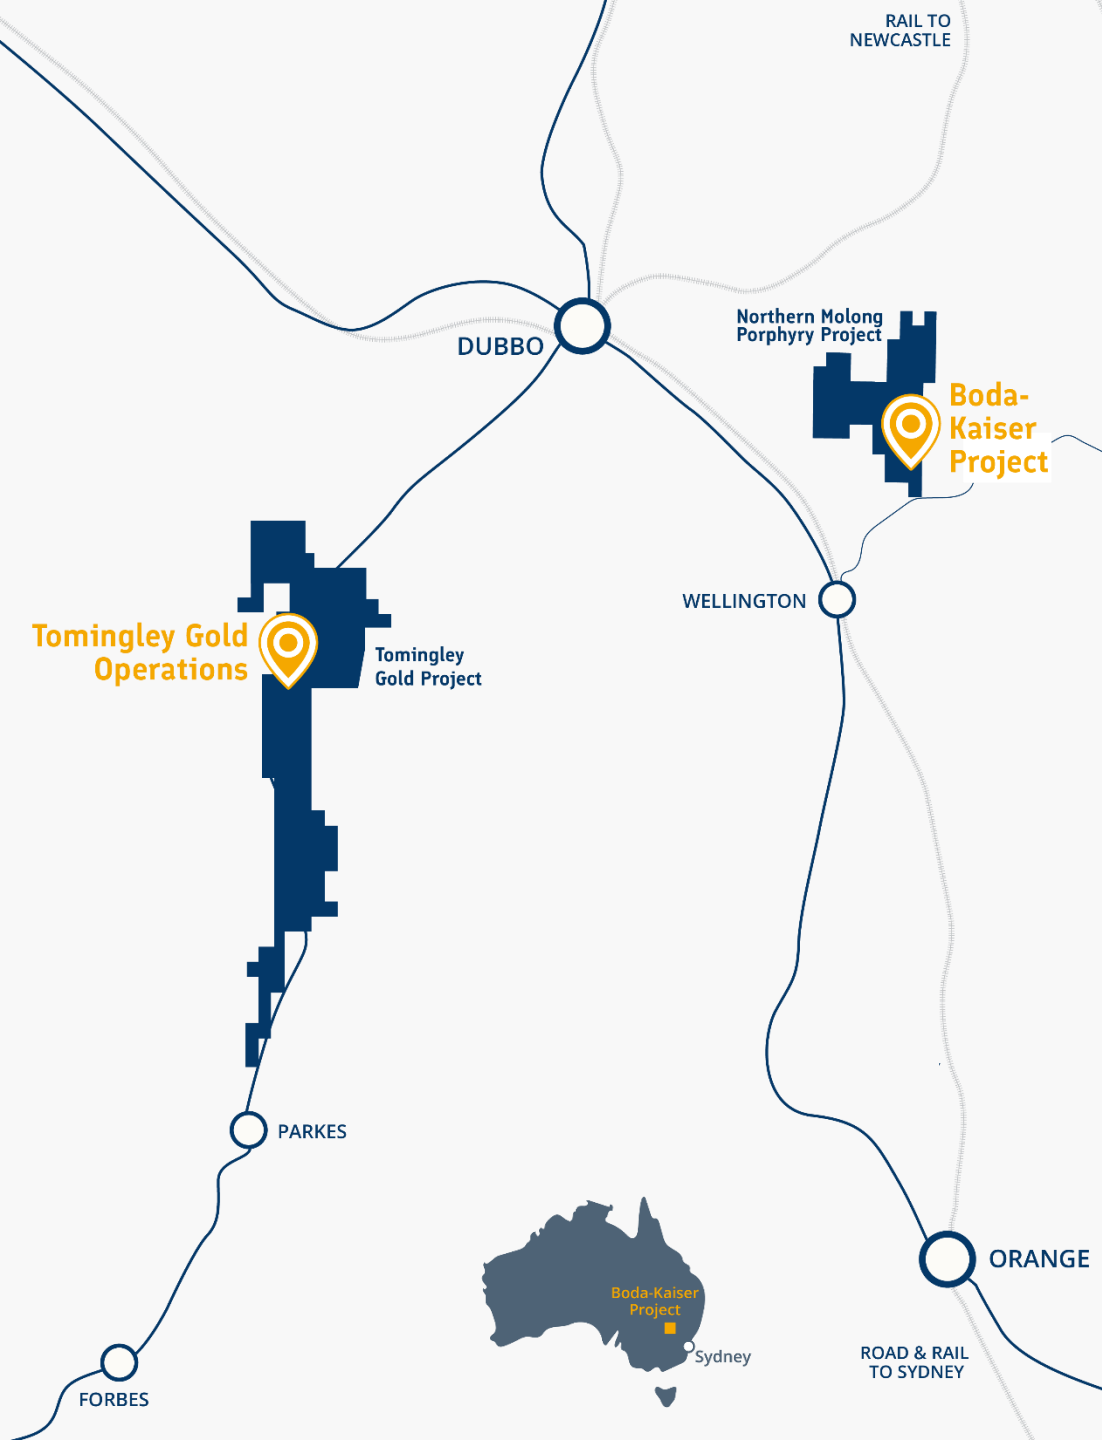 RAIL TO
NEWCASTLE
Northern Molong
Porphyry Project
DUBBO
Boda-
Kaiser
Project
WELLINGTON
Tomingley Gold
Operations
Tomingley
Gold Project
PARKES
ORANGE
Boda-Kaiser
Project
Sydney
ROAD & RAIL
TO SYDNEY
FORBES